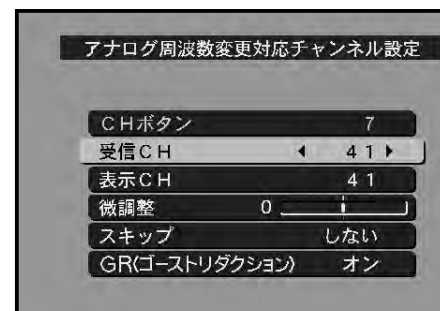 アナログ周波数変更対応チャンネル設定
CHボタン 7
受信CH 41
表示CH 41
微調整 0
スキップ しない
GR(ゴーストリダクション) オン